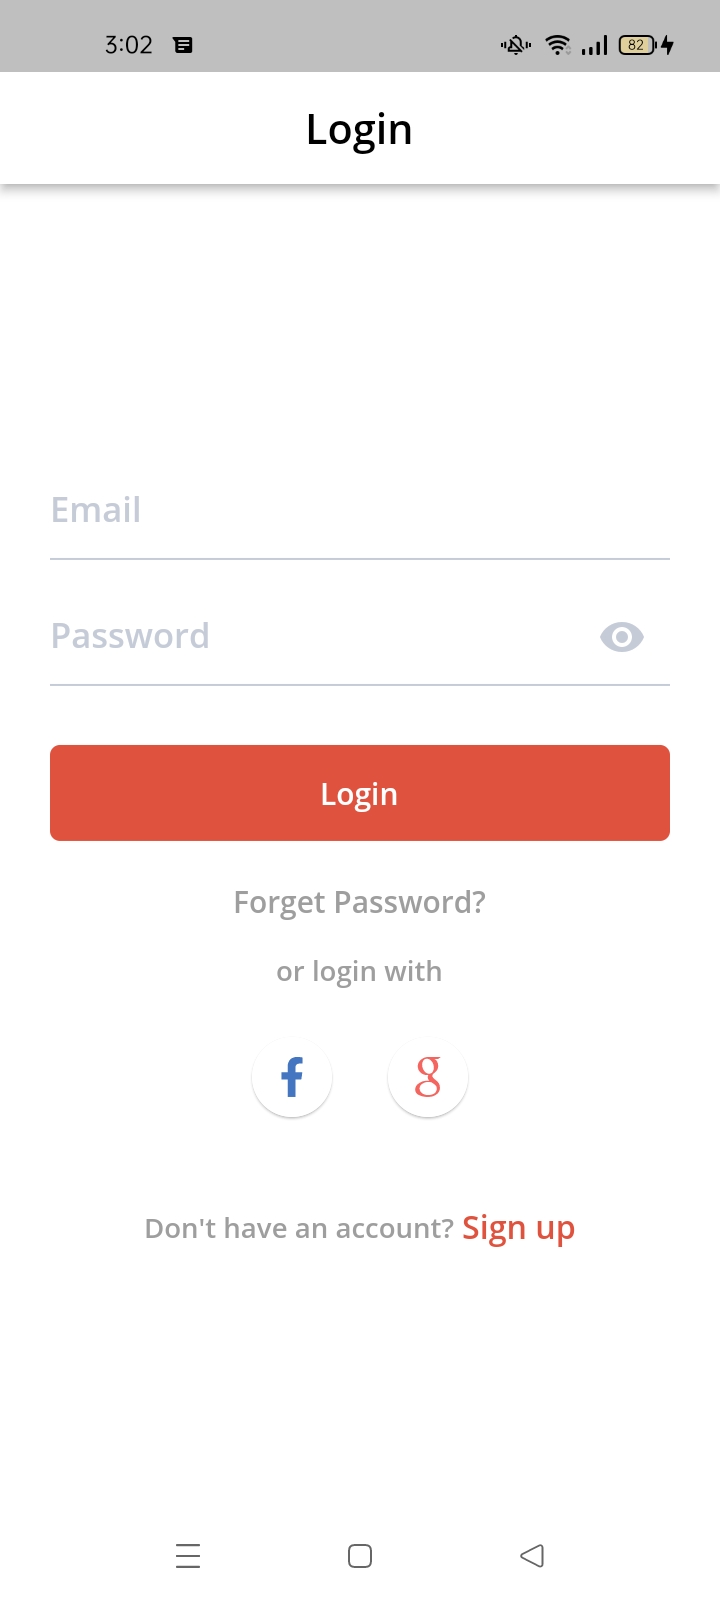 3:02
82
Login
Email
Password
Login
Forget Password?
or login with
f
g
Don't have an account? Sign up